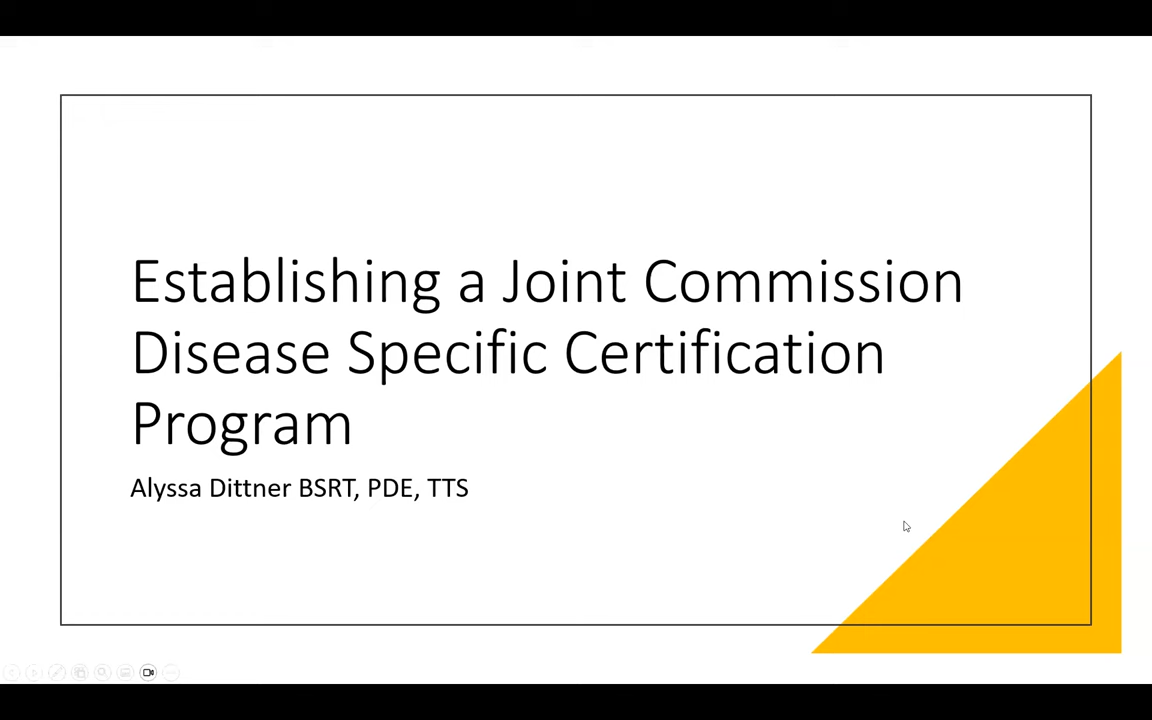 Establishing a Joint Commission
Disease Specific Certification
Program
Alyssa Dittner BSRT, PDE, TTS